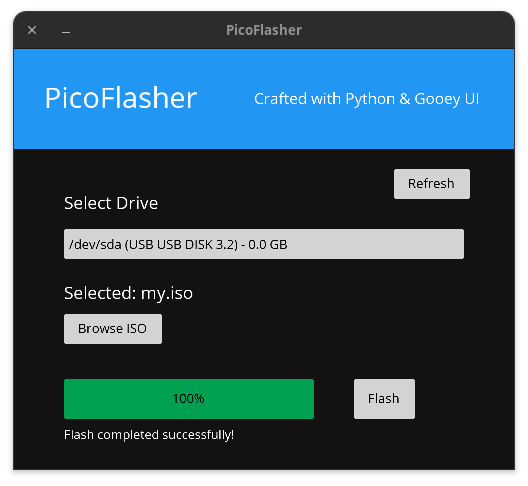 PicoFlasher
PicoFlasher
Crafted with Python & Gooey UI
Refresh
Select Drive
/dev/sda (USB USB DISK 3.2) - 0.0 GB
Selected: my.iso
Browse ISO
100%
Flash
Flash completed successfully!